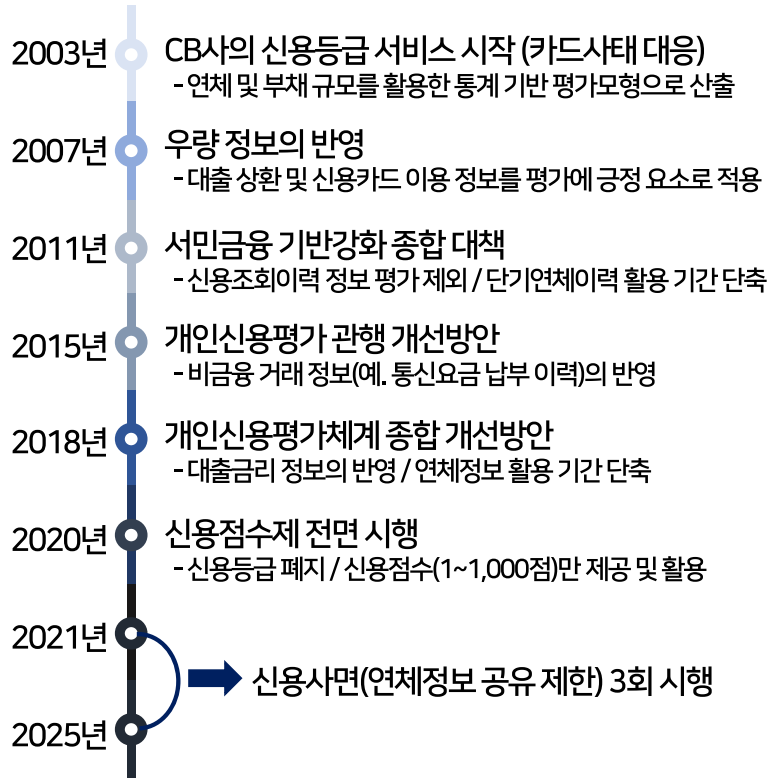 2003년 CB사의 신용등급 서비스 시작 (카드사태 대응)
- 연체 및 부채 규모를 활용한 통계 기반 평가모형으로 산출
2007년 우량 정보의 반영
- 대출 상환 및 신용카드 이용 정보를 평가에 긍정 요소로 적용
2011년 서민금융 기반강화 종합 대책
- 신용조회이력 정보 평가 제외 / 단기연체이력 활용 기간 단축
2015년 개인신용평가 관행 개선방안
- 비금융 거래 정보(예. 통신요금 납부 이력)의 반영
2018년 개인신용평가체계 종합 개선방안
- 대출금리 정보의 반영 / 연체정보 활용 기간 단축
2020년 신용점수제 전면 시행
- 신용등급 폐지 / 신용점수(1~1,000점)만 제공 및 활용
2021년
신용사면(연체정보 공유 제한) 3회 시행
2025년